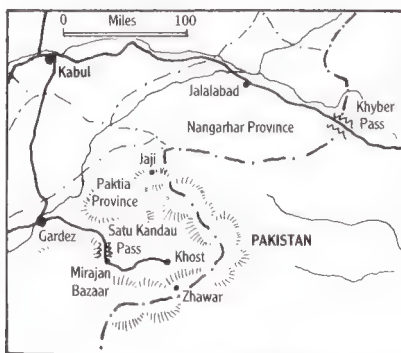 0 Miles 100
Kabul
Jalalabad
Khyber
Pass
Nangarhar Province
Jaji
Paktia
Province
Satu Kandau
Pass
PAKISTAN
Gardez
Khost
Mirajan
Bazaar
Zhawar